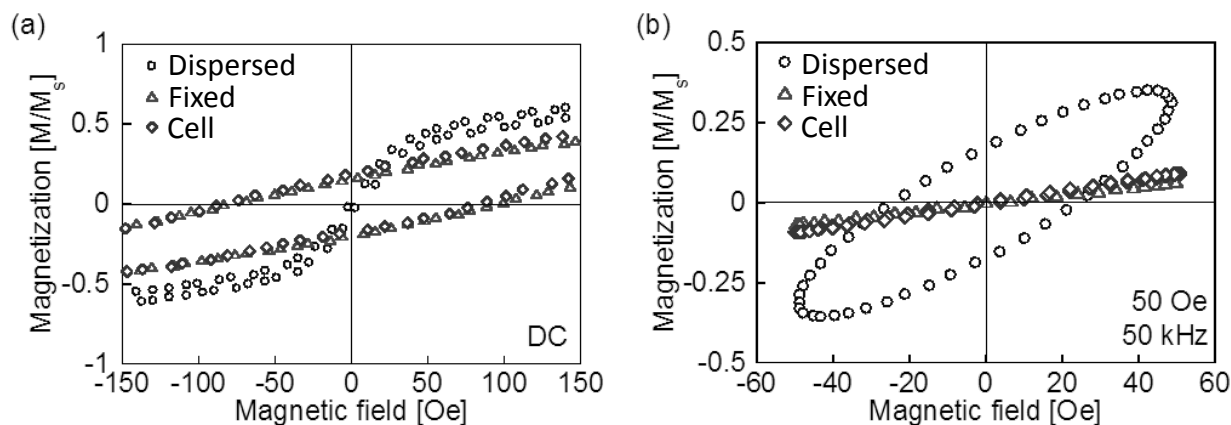 (a)
Magnetization [M/Ms]
1
0.5
0
-0.5
-1
Dispersed
Fixed
Cell
DC
-150 -100 -50 0 50 100 150
Magnetic field [Oe]
(b)
Magnetization [M/Ms]
0.5
0.25
0
-0.25
-0.5
Dispersed
Fixed
Cell
50 Oe
50 kHz
-60 -40 -20 0 20 40 60
Magnetic field [Oe]